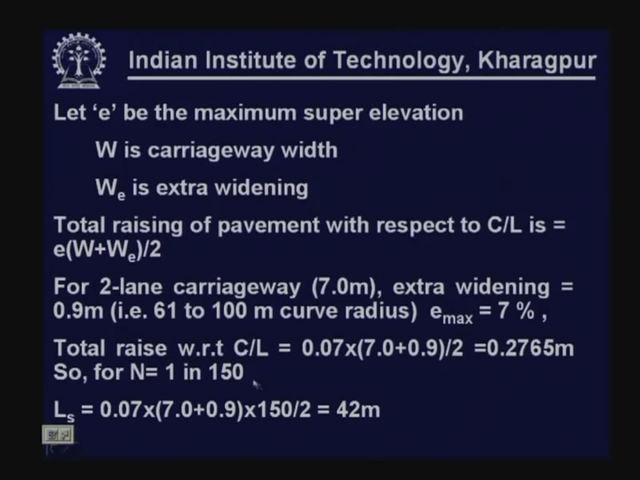 Indian Institute of Technology, Kharagpur
Let ‘e’ be the maximum super elevation
W is carriageway width
We is extra widening
Total raising of pavement with respect to C/L is =
e(W+We)/2
For 2-lane carriageway (7.0m), extra widening =
0.9m (i.e. 61 to 100 m curve radius) emax = 7 % ,
Total raise w.r.t C/L = 0.07x(7.0+0.9)/2 =0.2765m
So, for N= 1 in 150
Ls = 0.07x(7.0+0.9)x150/2 = 42m